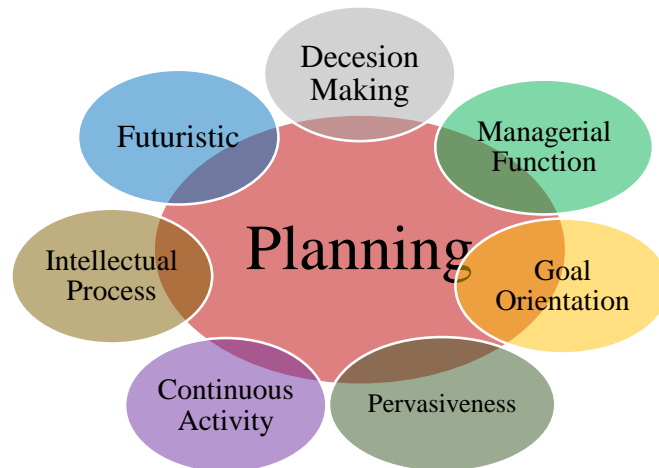 Decesion
Making
Managerial
Function
Goal
Orientation
Pervasiveness
Continuous
Activity
Intellectual
Process
Futuristic
Planning